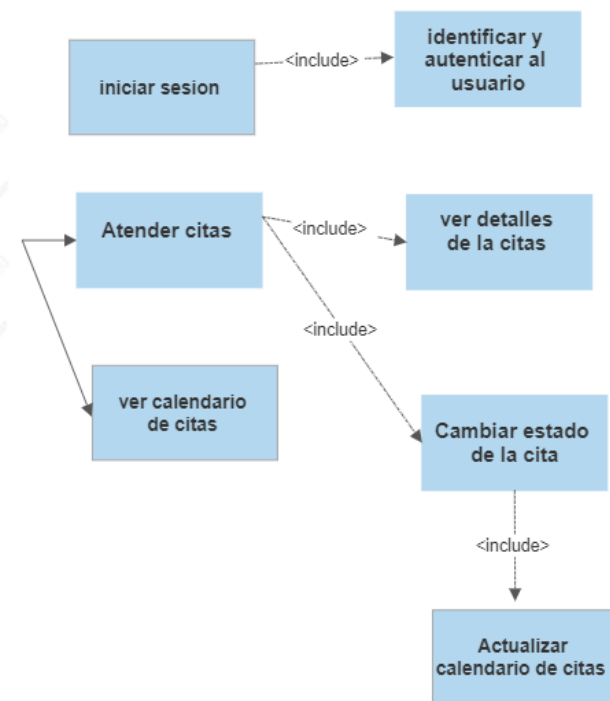 iniciar sesion
<include>
identificar y
autenticar al
usuario
Atender citas
<include>
ver detalles
de la citas
<include>
ver calendario
de citas
Cambiar estado
de la cita
<include>
Actualizar
calendario de citas